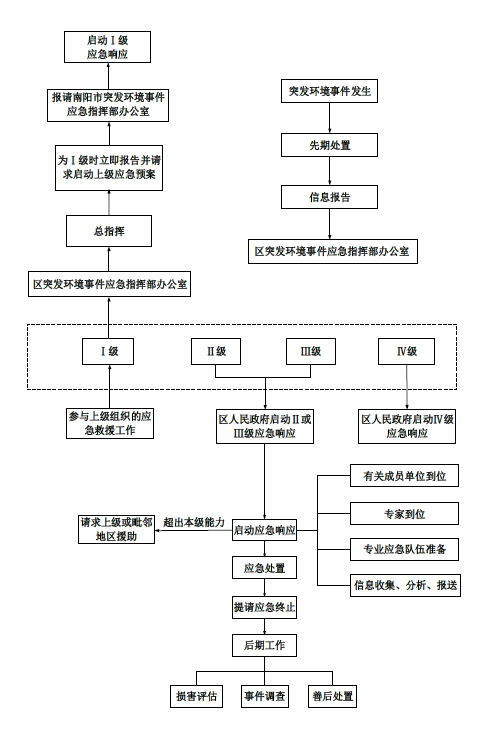 启动Ⅰ级
应急响应
报请南阳市突发环境事件
应急指挥部办公室
为Ⅰ级时立即报告并请
求启动上级应急预案
总指挥
区突发环境事件应急指挥部办公室
突发环境事件发生
先期处置
信息报告
区突发环境事件应急指挥部办公室
Ⅰ级
Ⅱ级
Ⅲ级
Ⅳ级
参与上级组织的应
急救援工作
区人民政府启动Ⅱ或
Ⅲ级应急响应
区人民政府启动Ⅳ级
应急响应
请求上级或毗邻
地区援助
超出本级能力
启动应急响应
有关成员单位到位
专家到位
专业应急队伍准备
信息收集、分析、报送
应急处置
提请应急终止
后期工作
损害评估
事件调查
善后处置